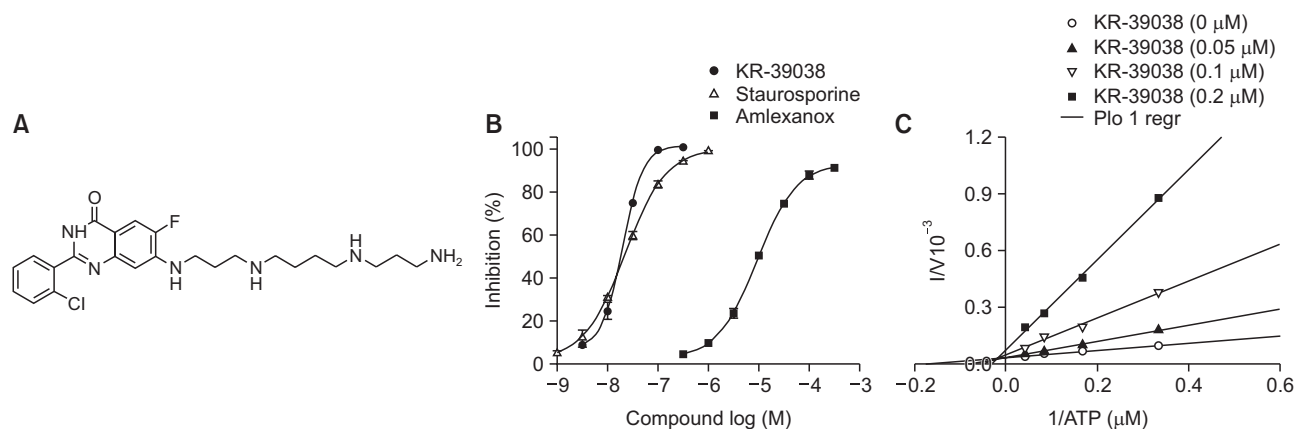 A
O
NH
N
F
Cl
N
H
N
H
H
N
NH₂
B
KR-39038
Staurosporine
Amlexanox
Inhibition (%)
100
80
60
40
20
0
−9 −8 −7 −6 −5 −4 −3
Compound log (M)
C
KR-39038 (0 μM)
KR-39038 (0.05 μM)
KR-39038 (0.1 μM)
KR-39038 (0.2 μM)
Plo 1 regr
I/V10⁻³
1.2
0.9
0.6
0.3
0.0
−0.2 0.0 0.2 0.4 0.6
1/ATP (μM)